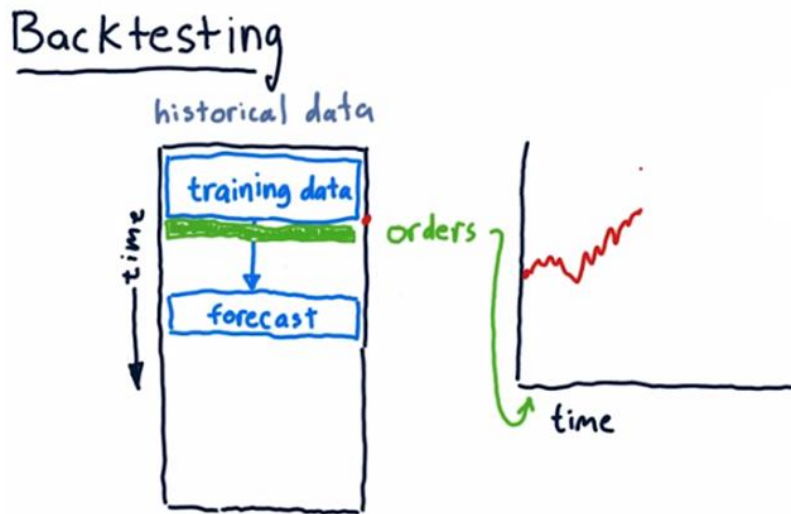 Backtesting
historical data
training data
time
orders
forecast
time